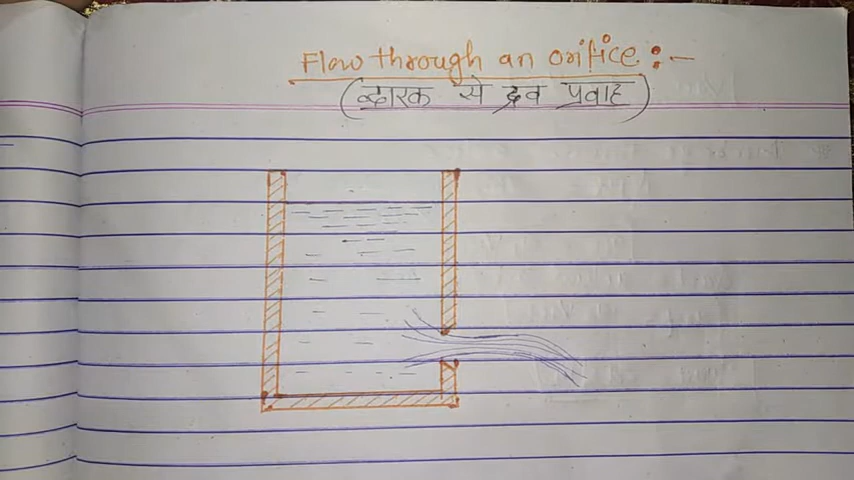 Flow through an orifice :-
(द्वारक से द्रव प्रवाह)